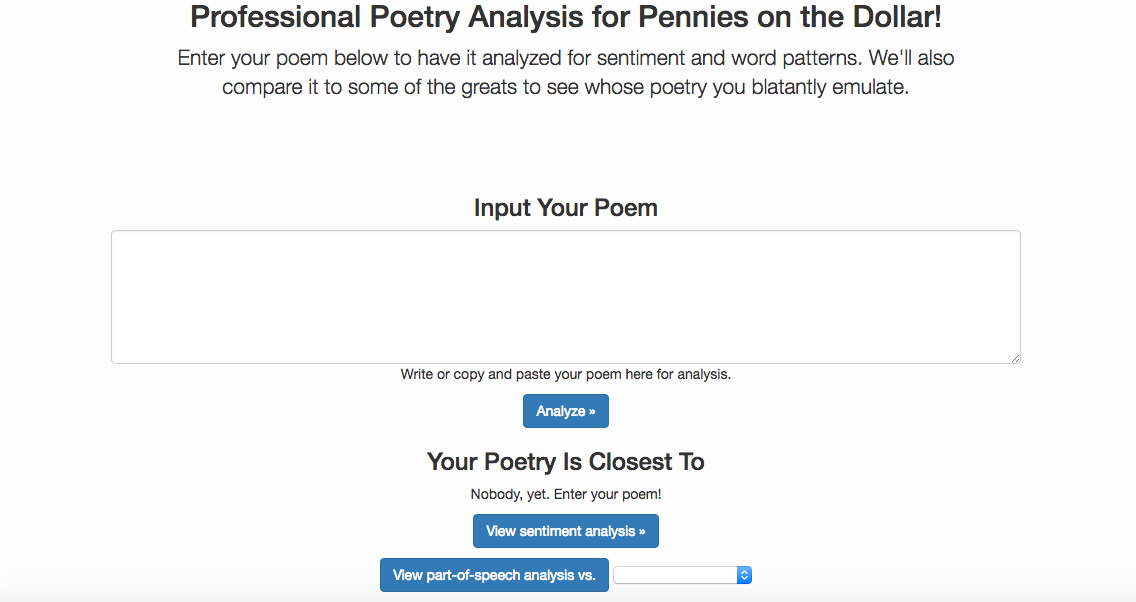 Professional Poetry Analysis for Pennies on the Dollar!
Enter your poem below to have it analyzed for sentiment and word patterns. We'll also
compare it to some of the greats to see whose poetry you blatantly emulate.
Input Your Poem
Write or copy and paste your poem here for analysis.
Analyze »
Your Poetry Is Closest To
Nobody, yet. Enter your poem!
View sentiment analysis »
View part-of-speech analysis vs.